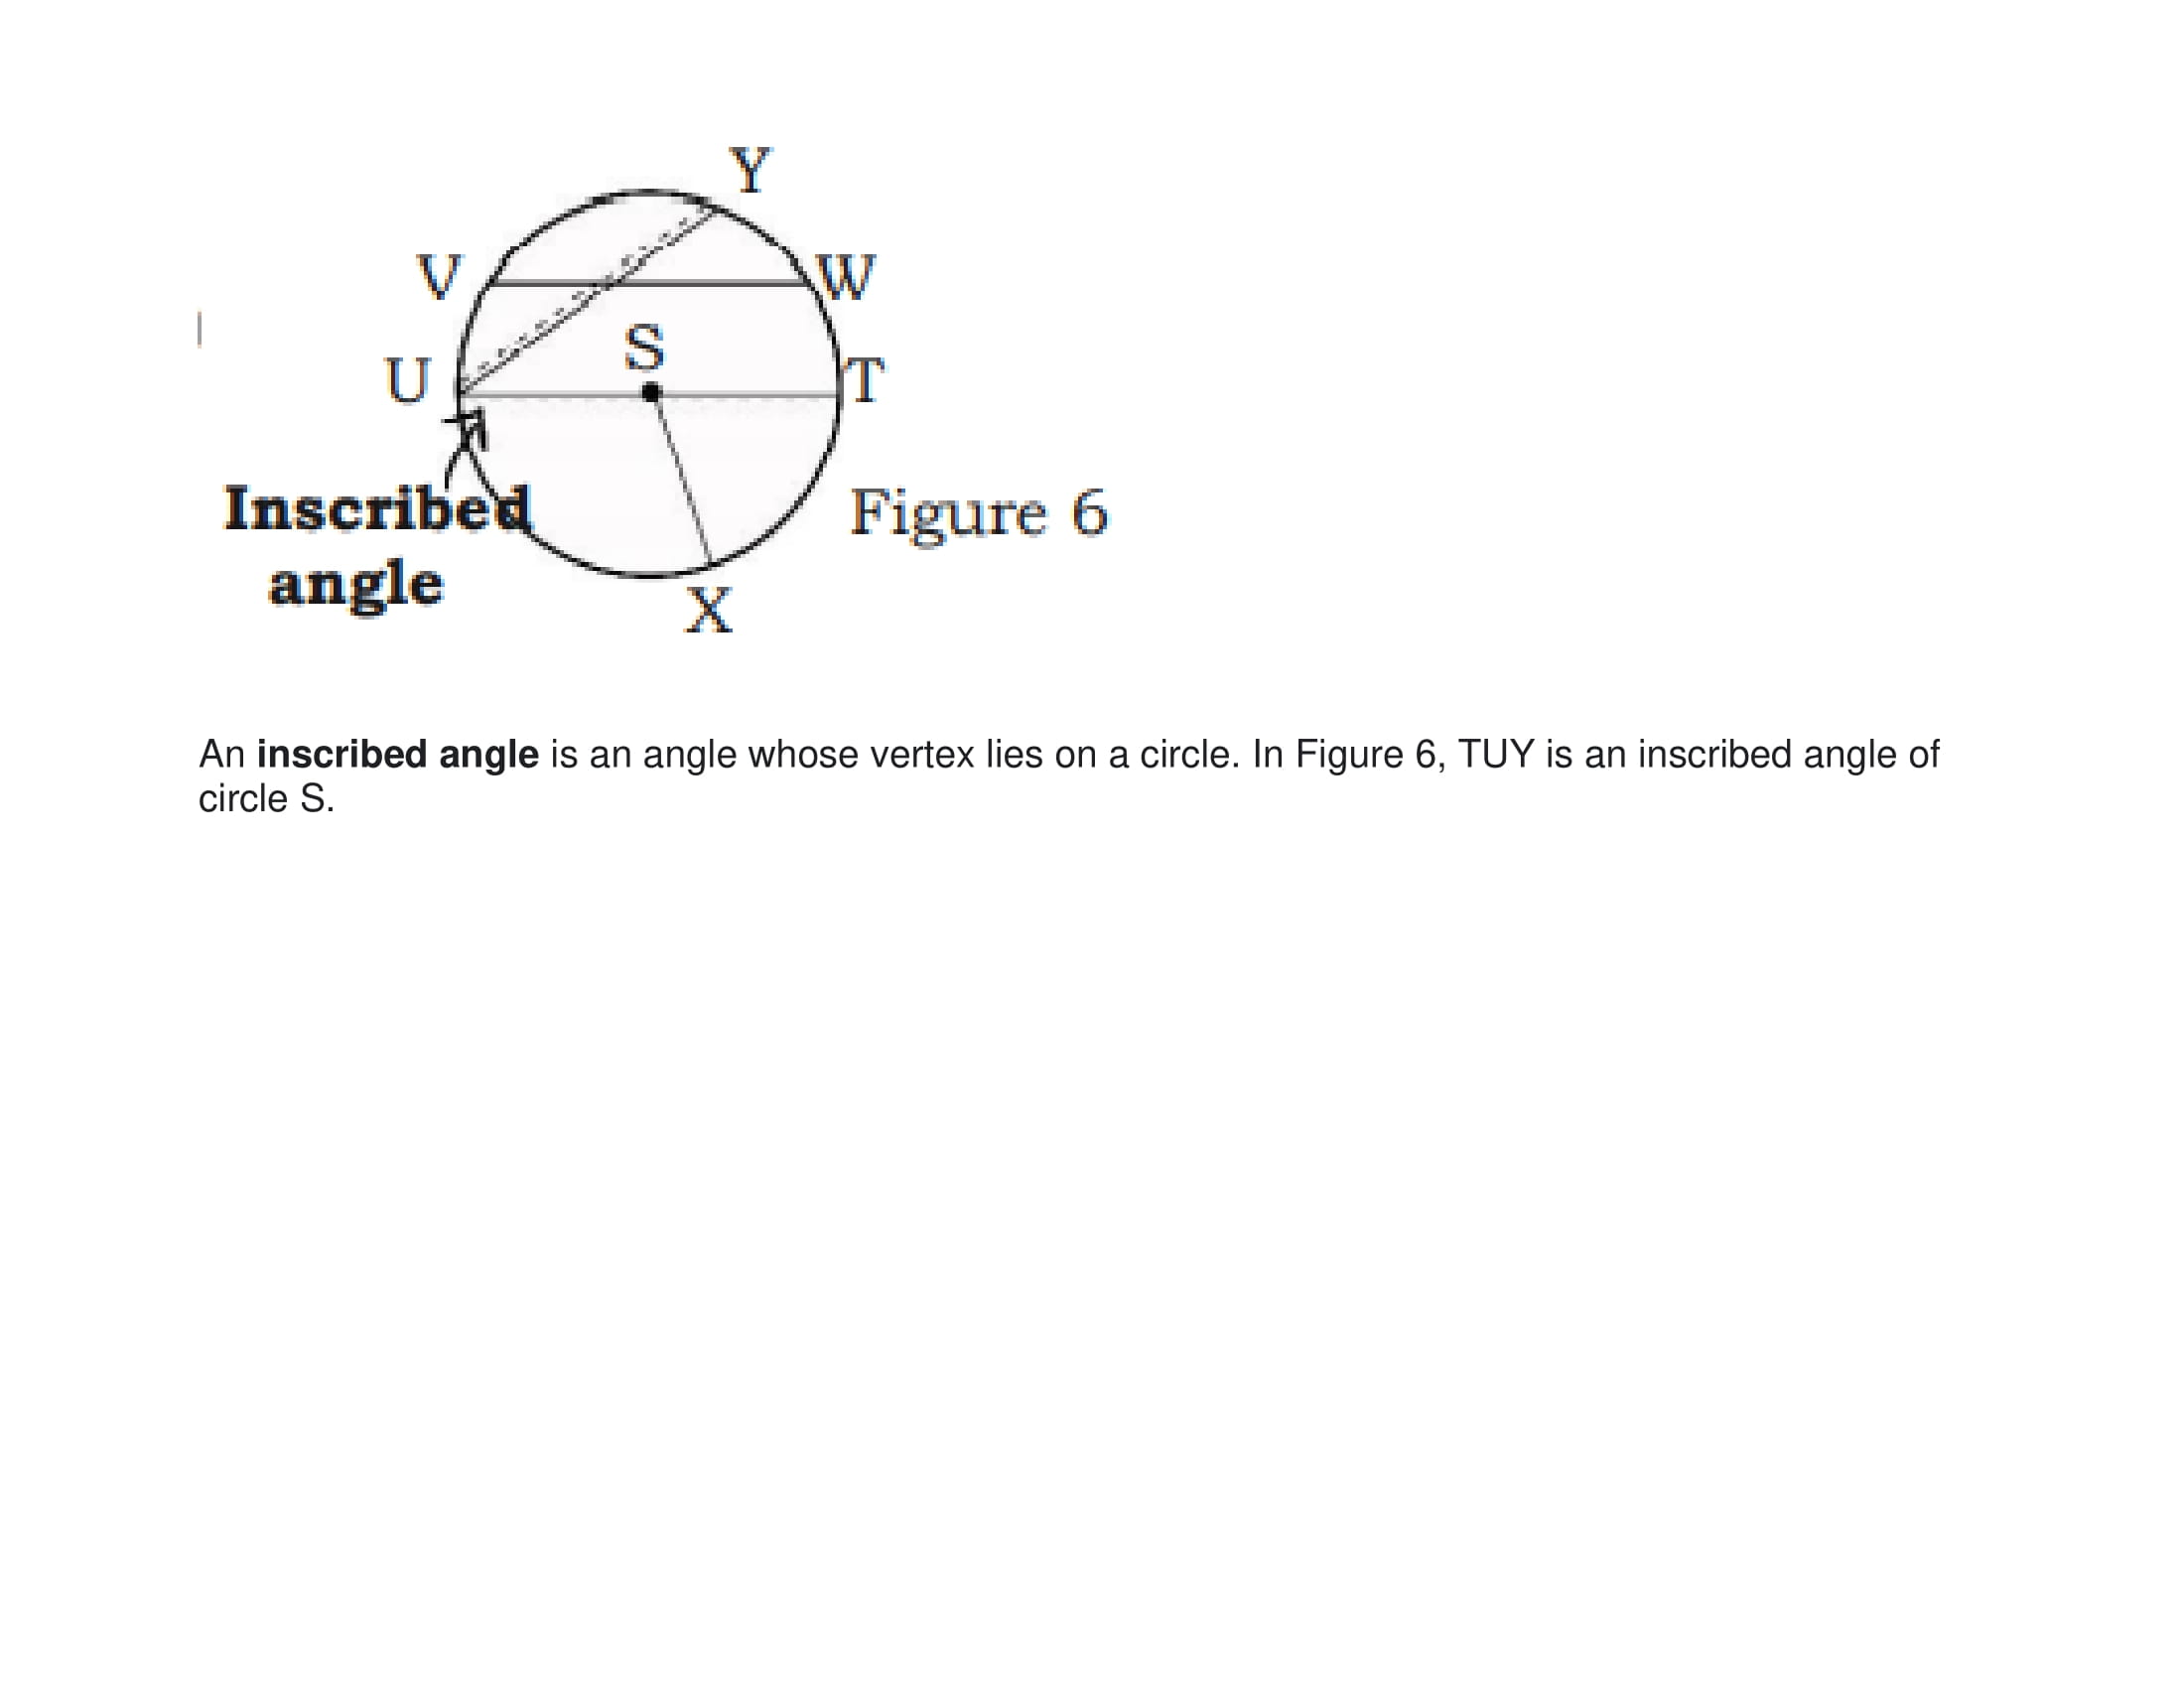 Y
V
W
S
U
T
Inscribed
Figure 6
angle
X
An inscribed angle is an angle whose vertex lies on a circle. In Figure 6, TUY is an inscribed angle of
circle S.